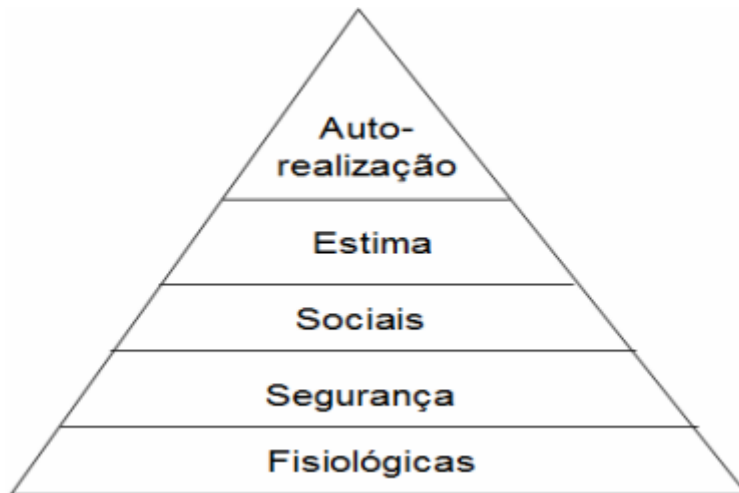 Auto-
realização
Estima
Sociais
Segurança
Fisiológicas